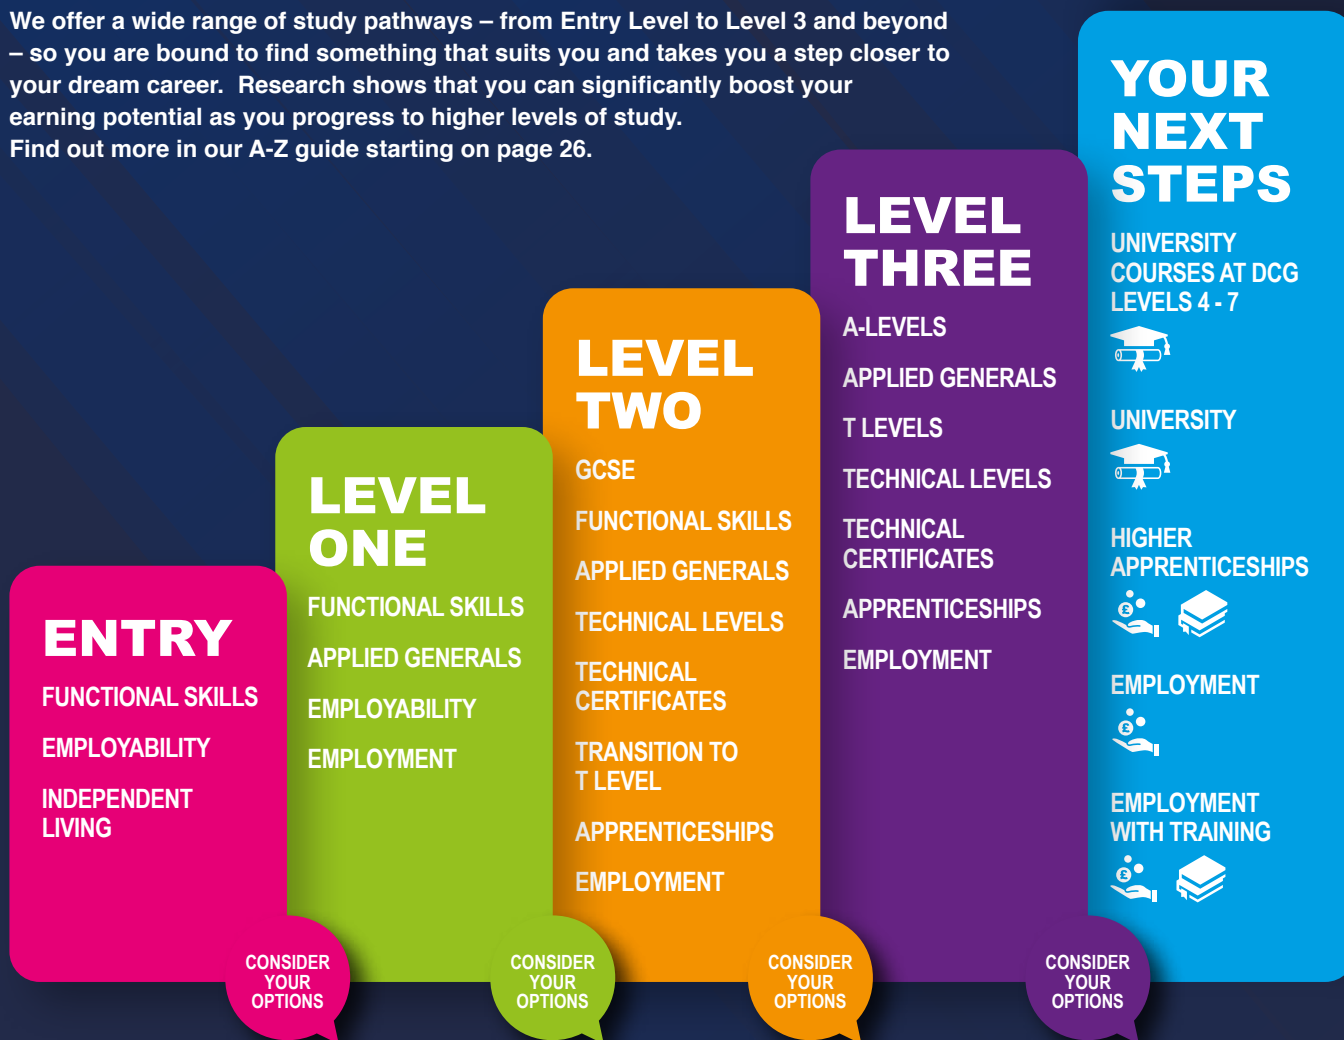 We offer a wide range of study pathways – from Entry Level to Level 3 and beyond
– so you are bound to find something that suits you and takes you a step closer to
your dream career.  Research shows that you can significantly boost your
earning potential as you progress to higher levels of study.
Find out more in our A-Z guide starting on page 26.
ENTRY
FUNCTIONAL SKILLS
EMPLOYABILITY
INDEPENDENT
LIVING
CONSIDER
YOUR
OPTIONS
LEVEL
ONE
FUNCTIONAL SKILLS
APPLIED GENERALS
EMPLOYABILITY
EMPLOYMENT
CONSIDER
YOUR
OPTIONS
LEVEL
TWO
GCSE
FUNCTIONAL SKILLS
APPLIED GENERALS
TECHNICAL LEVELS
TECHNICAL
CERTIFICATES
TRANSITION TO
T LEVEL
APPRENTICESHIPS
EMPLOYMENT
CONSIDER
YOUR
OPTIONS
LEVEL
THREE
A-LEVELS
APPLIED GENERALS
T LEVELS
TECHNICAL LEVELS
TECHNICAL
CERTIFICATES
APPRENTICESHIPS
EMPLOYMENT
CONSIDER
YOUR
OPTIONS
YOUR
NEXT
STEPS
UNIVERSITY
COURSES AT DCG
LEVELS 4 - 7
UNIVERSITY
HIGHER
APPRENTICESHIPS
£
EMPLOYMENT
£
EMPLOYMENT
WITH TRAINING
£